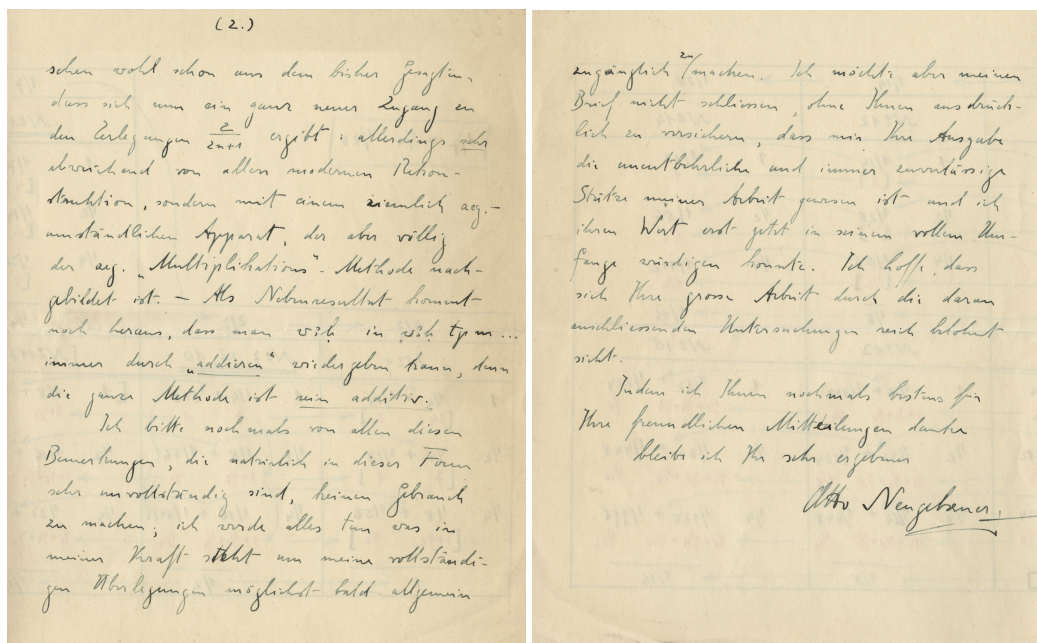 (2.)
sehen wohl schon aus dem bisher Gesagten,
dass sich nun ein ganz neuer Zugang zu
den Zerlegungen 2/2n+1 ergibt: allerdings sehr
abweichend von allen modernen Rekon-
struktion, sondern mit einem ziemlich aeg.-
umständlichen Apparat, der aber völlig
der aeg. „Multiplikations"-Methode nach-
gebildet ist. — Als Nebenresultat kommt
noch heraus, dass man w3ḥ in w3ḥ tp m...
immer durch „addieren" wiedergeben kann, denn
die ganze Methode ist rein additiv.
Ich bitte nochmals von allen diesen
Bemerkungen, die natürlich in dieser Form
sehr unvollständig sind, keinen Gebrauch
zu machen; ich werde alles tun was in
meiner Kraft steht um meine vollständi-
gen Überlegungen möglichst bald allgemein
zugänglich zu machen. Ich möchte aber meinen
Brief nicht schliessen, ohne Ihnen ausdrück-
lich zu versichern, dass mir Ihre Ausgabe
die unentbehrliche und immer zuverlässige
Stütze meiner Arbeit gewesen ist und ich
ihren Wert erst jetzt in seinem vollem Um-
fange würdigen konnte. Ich hoffe, dass
sich Ihre grosse Arbeit durch die daran
anschliessenden Untersuchungen reich belohnt
sieht.
Indem ich Ihnen nochmals bestens für
Ihre freundlichen Mitteilungen danke
bleibe ich Ihr sehr ergebener
Otto Neugebauer.